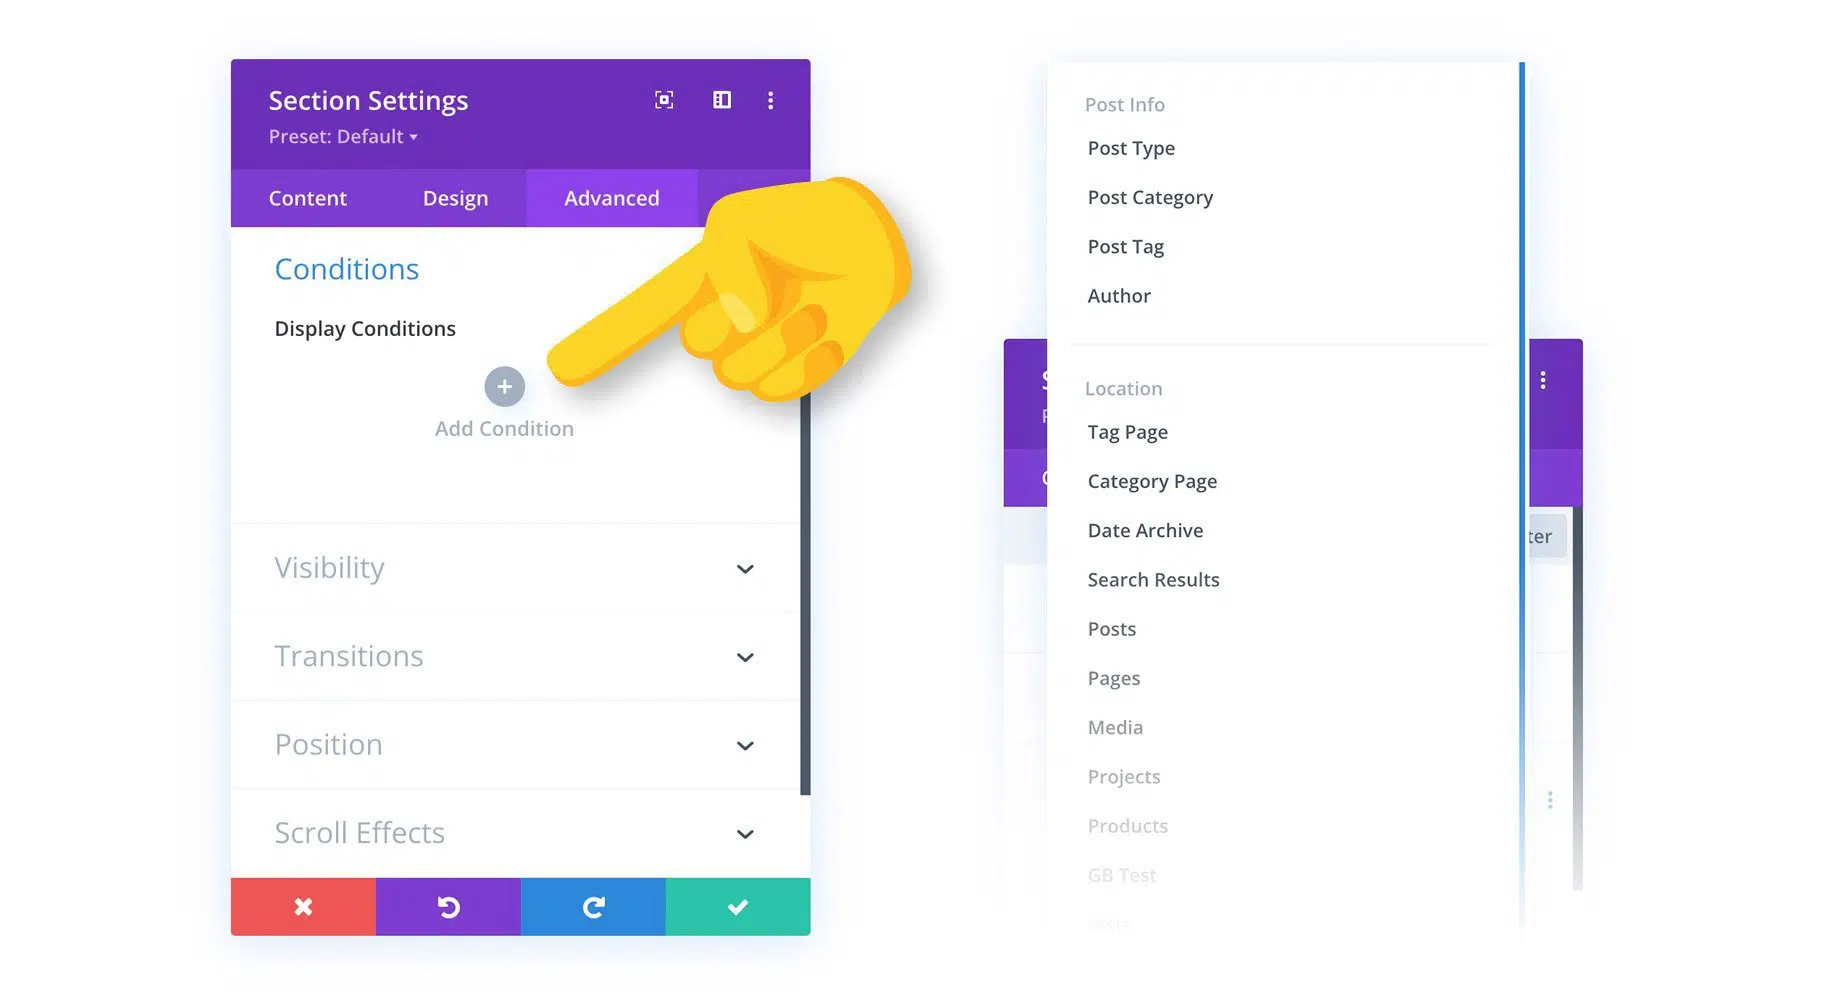 Section Settings
Preset: Default
Content
Design
Advanced
Conditions
Display Conditions
Add Condition
Visibility
Transitions
Position
Scroll Effects
Post Info
Post Type
Post Category
Post Tag
Author
Location
Tag Page
Category Page
Date Archive
Search Results
Posts
Pages
Media
Projects
Products
GB Test